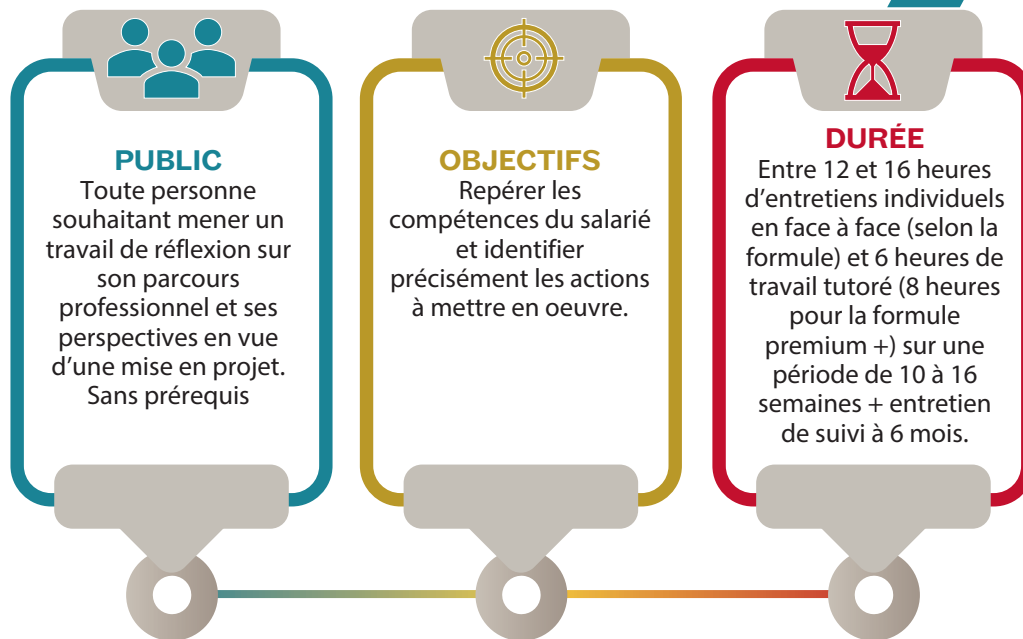 PUBLIC
Toute personne
souhaitant mener un
travail de réflexion sur
son parcours
professionnel et ses
perspectives en vue
d’une mise en projet.
Sans prérequis
OBJECTIFS
Repérer les
compétences du salarié
et identifier
précisément les actions
à mettre en oeuvre.
DURÉE
Entre 12 et 16 heures
d’entretiens individuels
en face à face (selon la
formule) et 6 heures de
travail tutoré (8 heures
pour la formule
premium +) sur une
période de 10 à 16
semaines + entretien
de suivi à 6 mois.